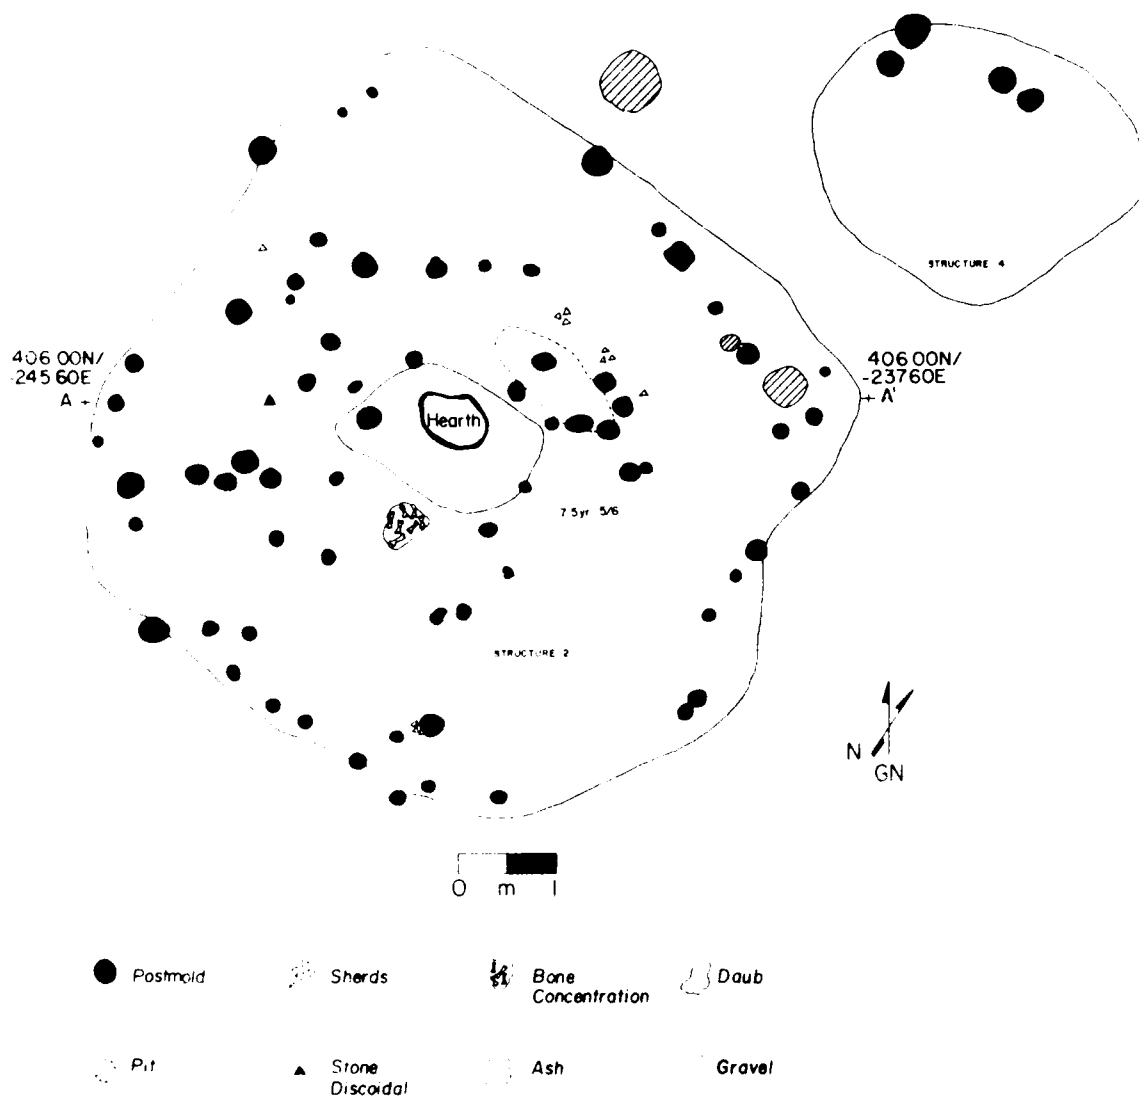 STRUCTURE 4
406 00N/
-245 60E
A
406 00N/
-237 60E
A'
Hearth
7.5yr 5/6
STRUCTURE 2
N
GN
0 m 1
Postmold
Sherds
Bone
Concentration
Daub
Pit
Stone
Discoidal
Ash
Gravel